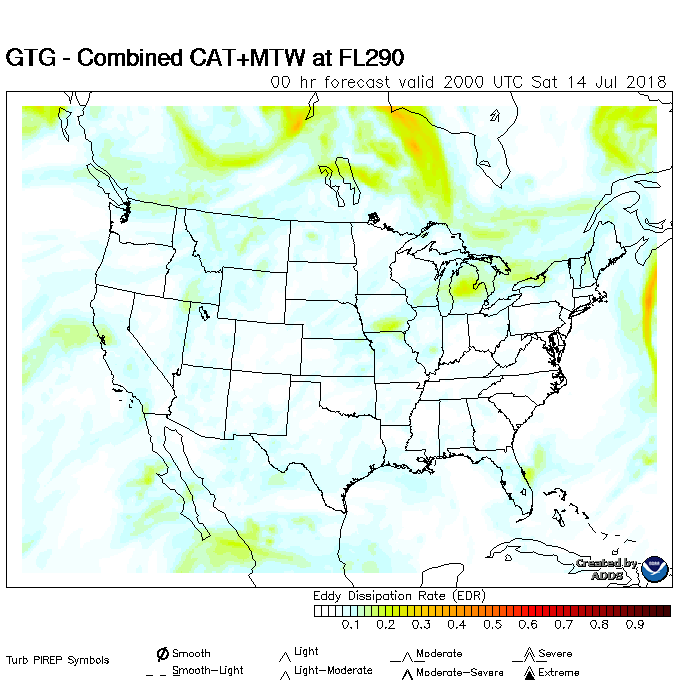 GTG - Combined CAT+MTW at FL290
00 hr forecast valid 2000 UTC Sat 14 Jul 2018
Created by
ADDS
Eddy Dissipation Rate (EDR)
0.1 0.2 0.3 0.4 0.5 0.6 0.7 0.8 0.9
Turb PIREP Symbols
Smooth Light Moderate Severe
Smooth-Light Light-Moderate Moderate-Severe Extreme